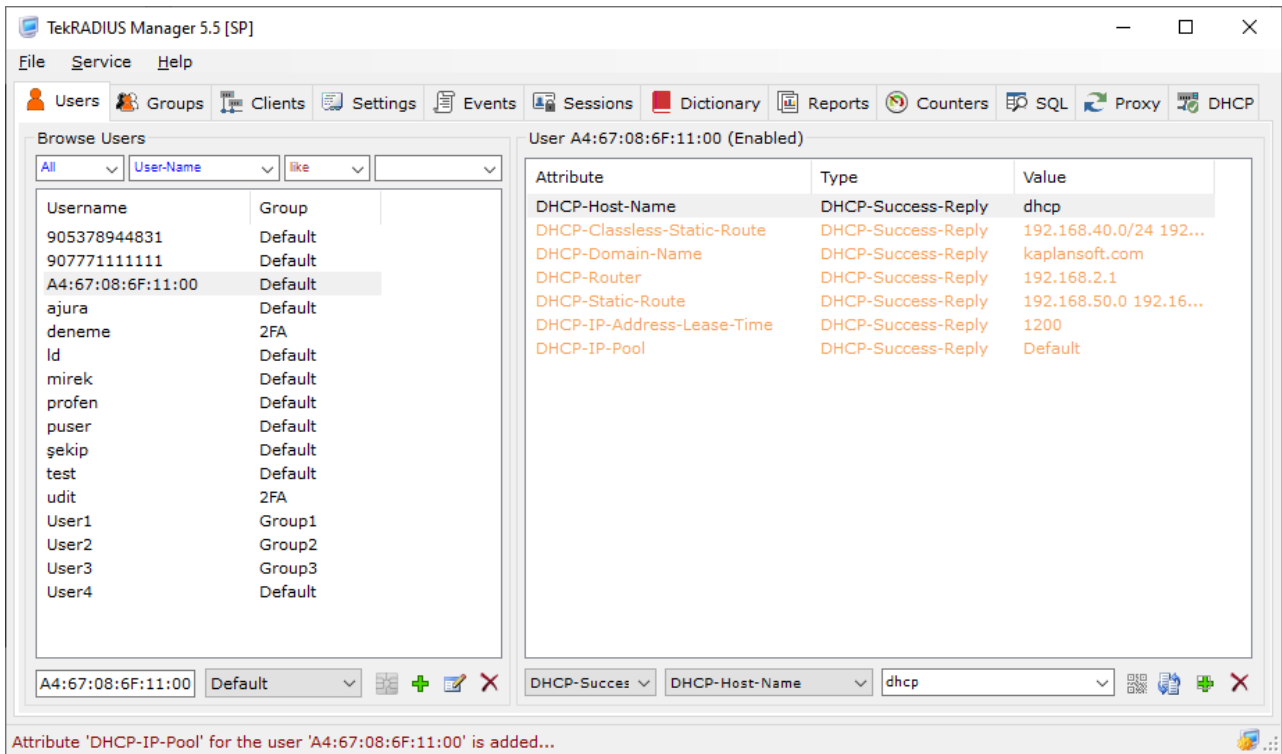 TekRADIUS Manager 5.5 [SP]
File Service Help
Users Groups Clients Settings Events Sessions Dictionary Reports Counters SQL Proxy DHCP
Browse Users
All User-Name like
Username Group
905378944831 Default
907771111111 Default
A4:67:08:6F:11:00 Default
ajura Default
deneme 2FA
ld Default
mirek Default
profen Default
puser Default
şekip Default
test Default
udit 2FA
User1 Group1
User2 Group2
User3 Group3
User4 Default
A4:67:08:6F:11:00 Default
User A4:67:08:6F:11:00 (Enabled)
Attribute Type Value
DHCP-Host-Name DHCP-Success-Reply dhcp
DHCP-Classless-Static-Route DHCP-Success-Reply 192.168.40.0/24 192...
DHCP-Domain-Name DHCP-Success-Reply kaplansoft.com
DHCP-Router DHCP-Success-Reply 192.168.2.1
DHCP-Static-Route DHCP-Success-Reply 192.168.50.0 192.16...
DHCP-IP-Address-Lease-Time DHCP-Success-Reply 1200
DHCP-IP-Pool DHCP-Success-Reply Default
DHCP-Succes DHCP-Host-Name dhcp
Attribute 'DHCP-IP-Pool' for the user 'A4:67:08:6F:11:00' is added...